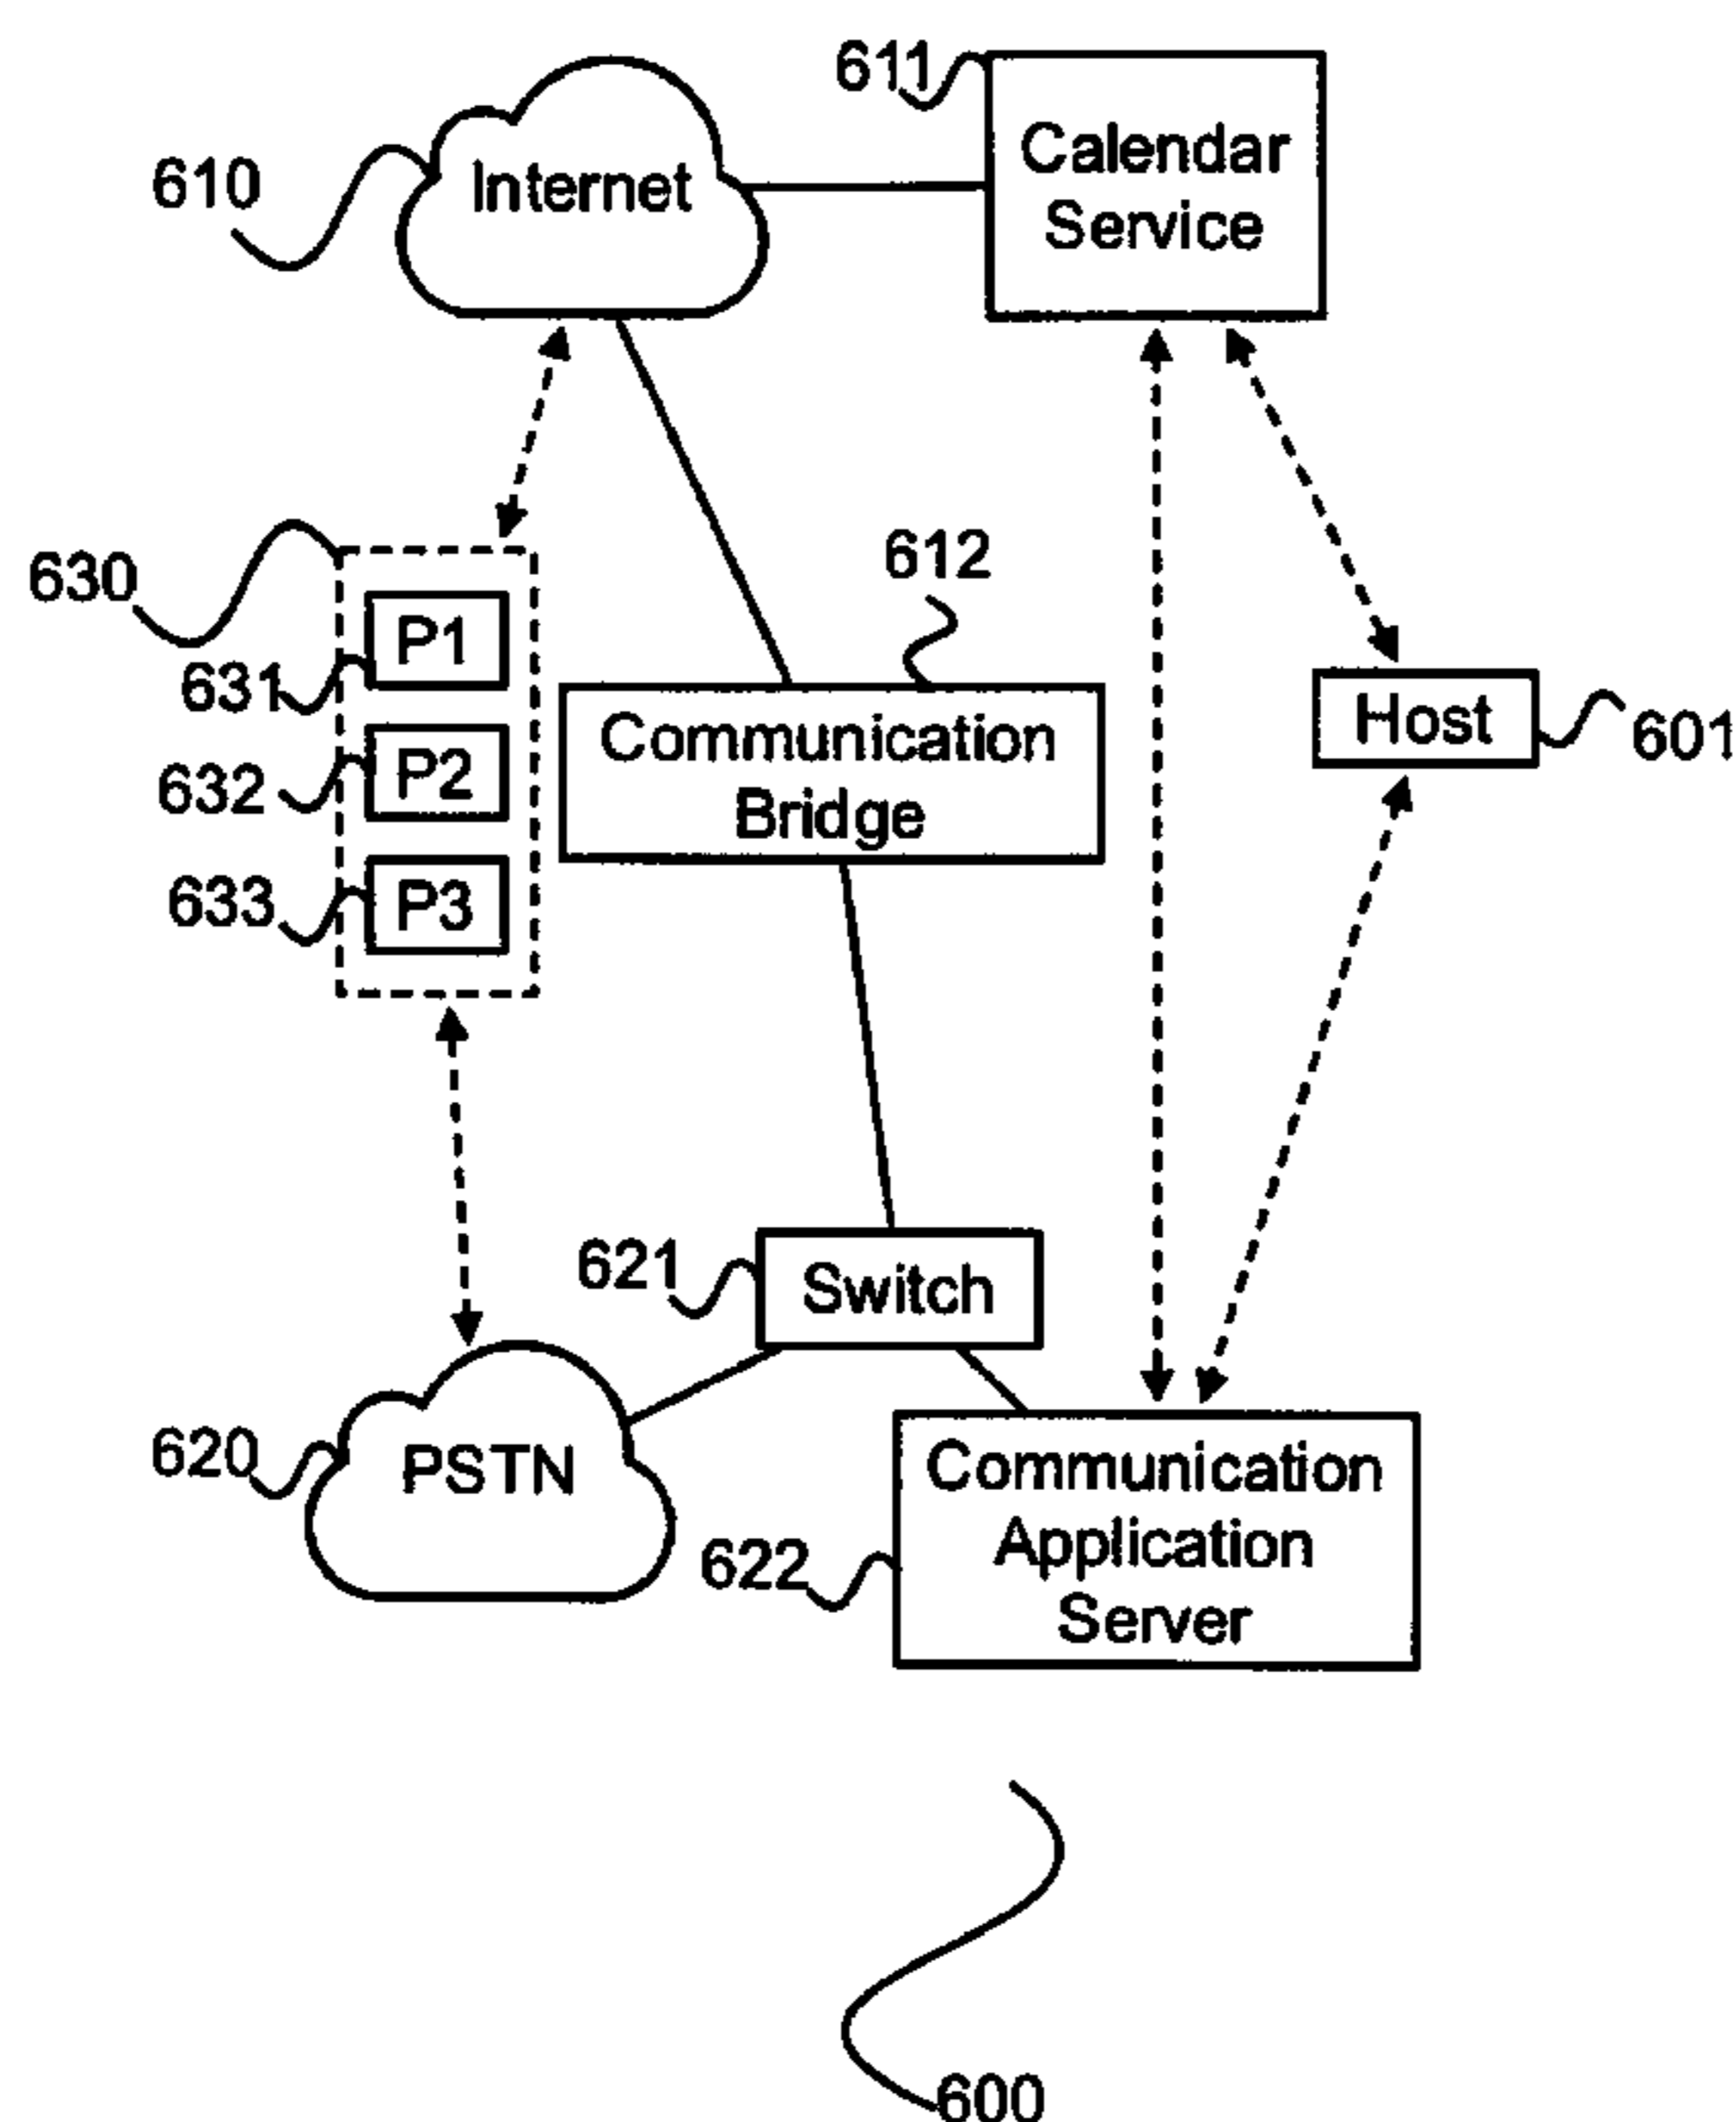 611
Calendar
Service
610
Internet
630
P1
631
612
Communication
Bridge
P2
632
Host
601
P3
633
621
Switch
620
PSTN
622
Communication
Application
Server
600